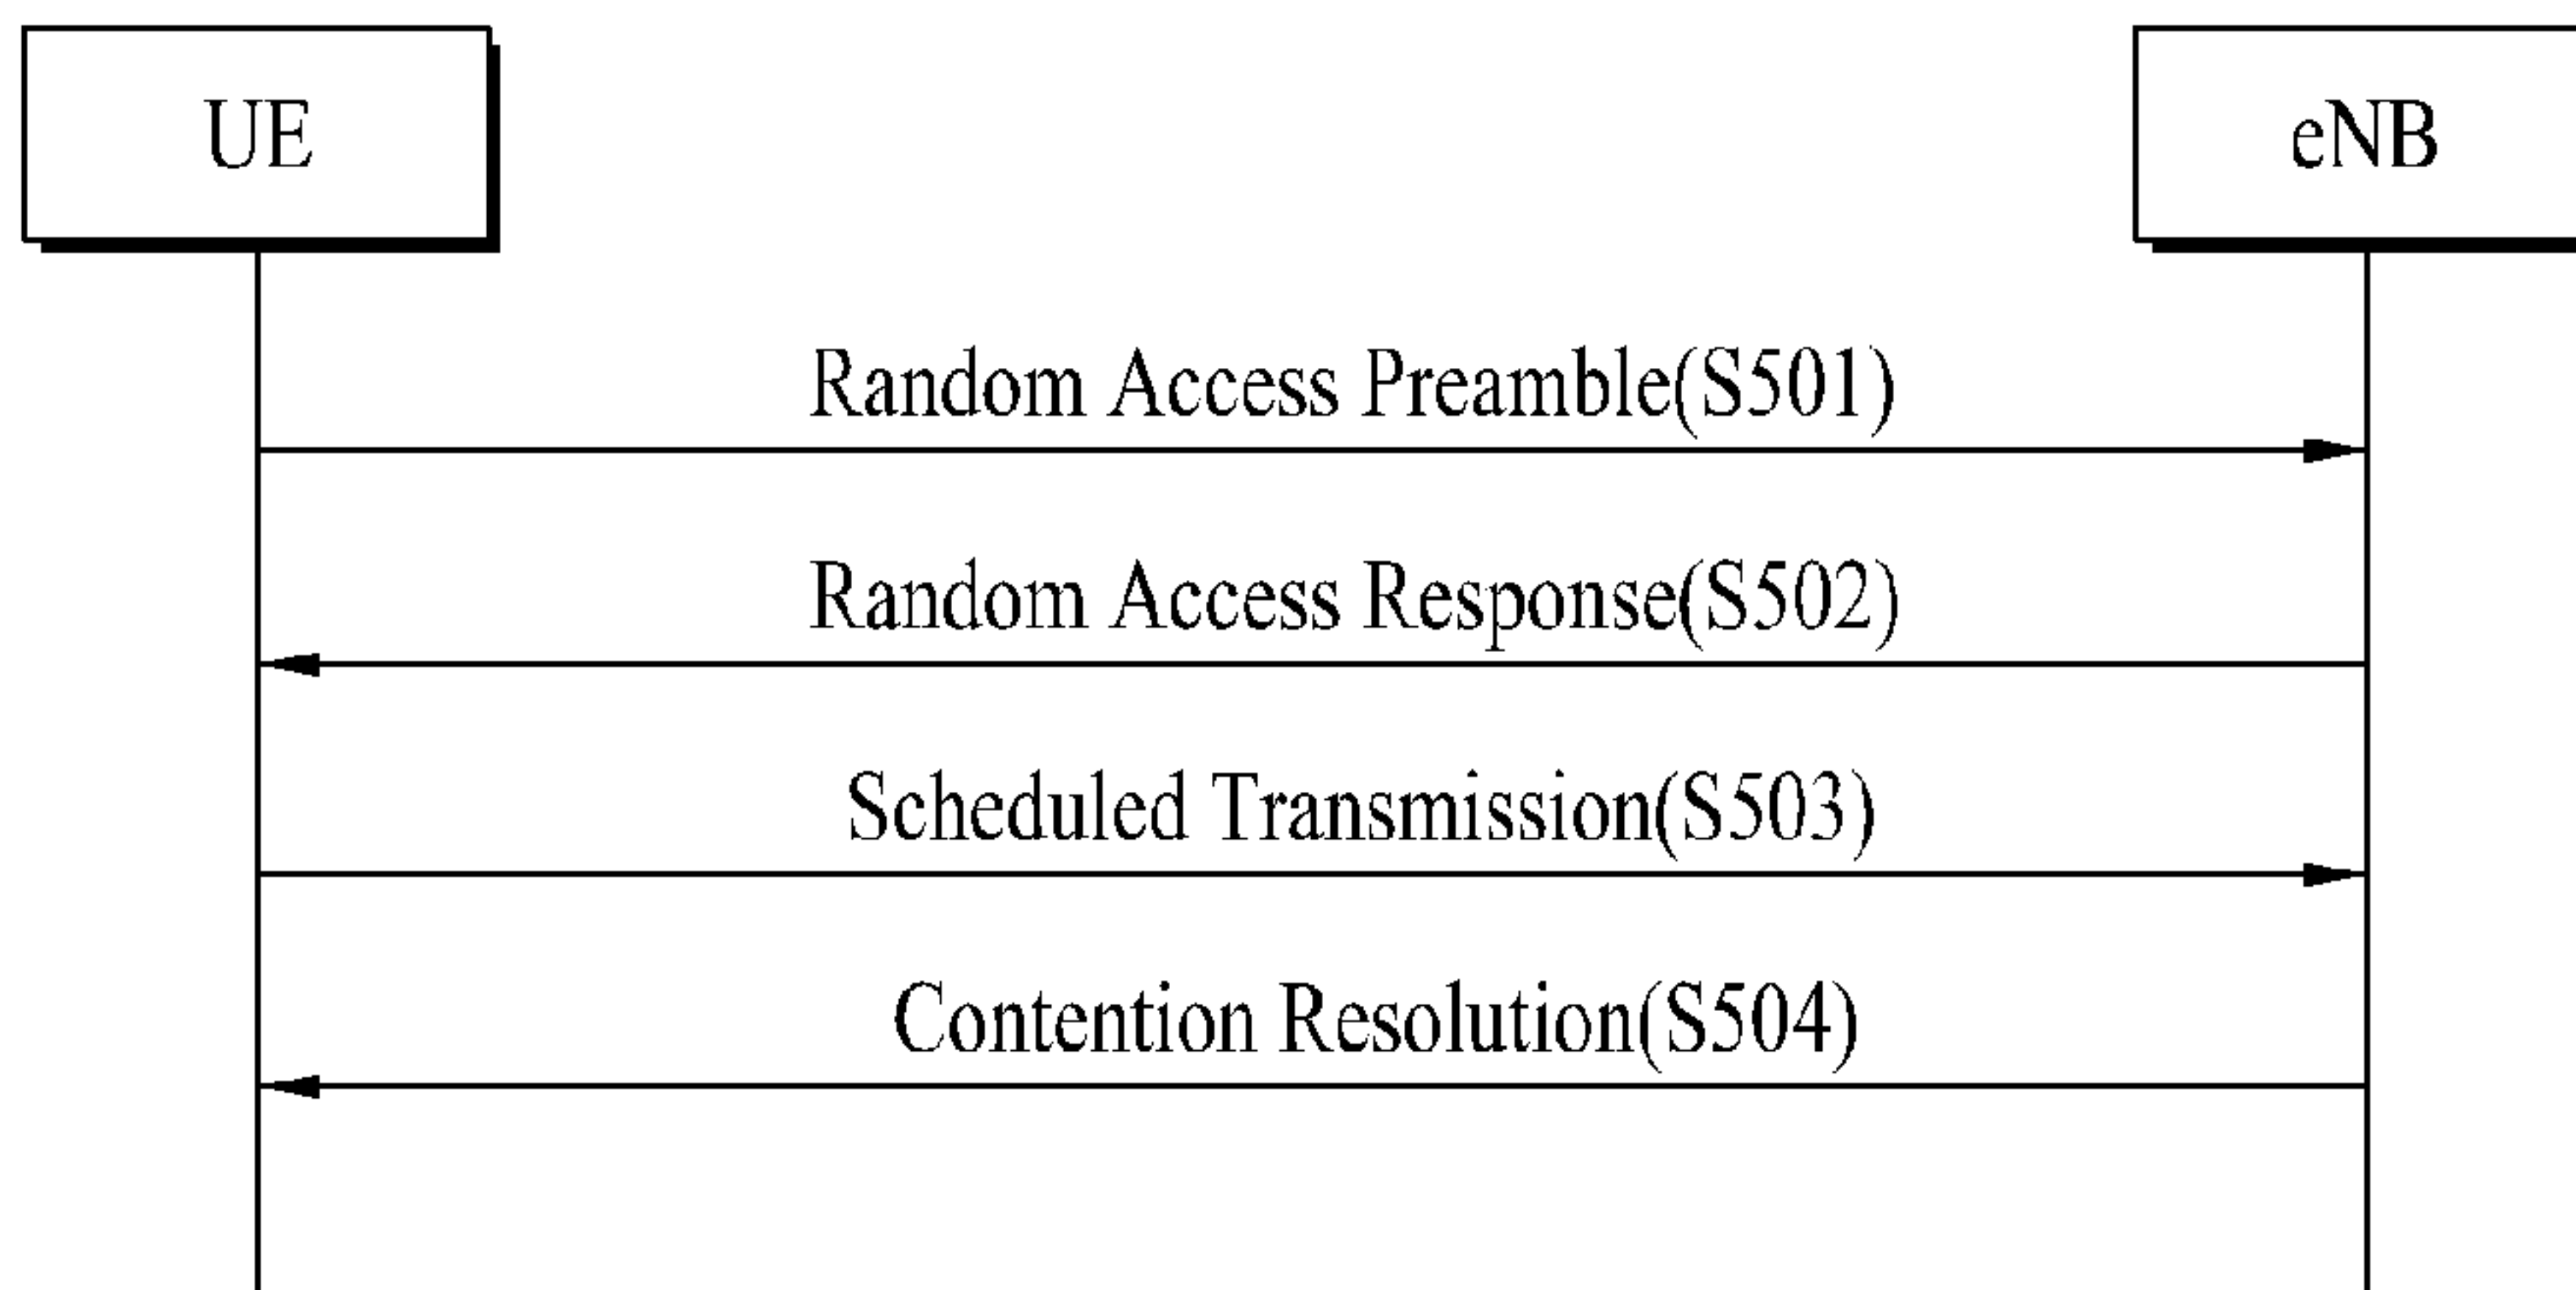 UE
eNB
Random Access Preamble(S501)
Random Access Response(S502)
Scheduled Transmission(S503)
Contention Resolution(S504)